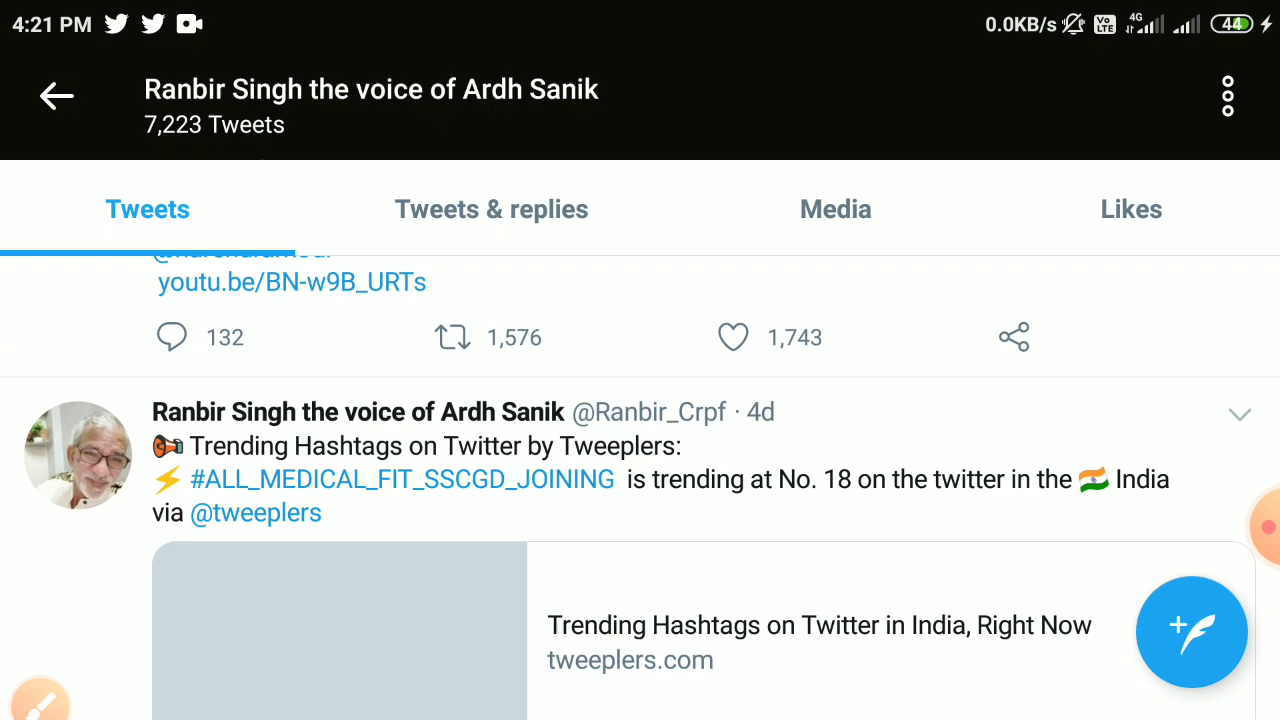 4:21 PM
0.0KB/s
Vo LTE
4G
44
Ranbir Singh the voice of Ardh Sanik
7,223 Tweets
Tweets
Tweets & replies
Media
Likes
youtu.be/BN-w9B_URTs
132
1,576
1,743
Ranbir Singh the voice of Ardh Sanik @Ranbir_Crpf · 4d
Trending Hashtags on Twitter by Tweeplers:
#ALL_MEDICAL_FIT_SSCGD_JOINING is trending at No. 18 on the twitter in the 🇮🇳 India
via @tweeplers
Trending Hashtags on Twitter in India, Right Now
tweeplers.com